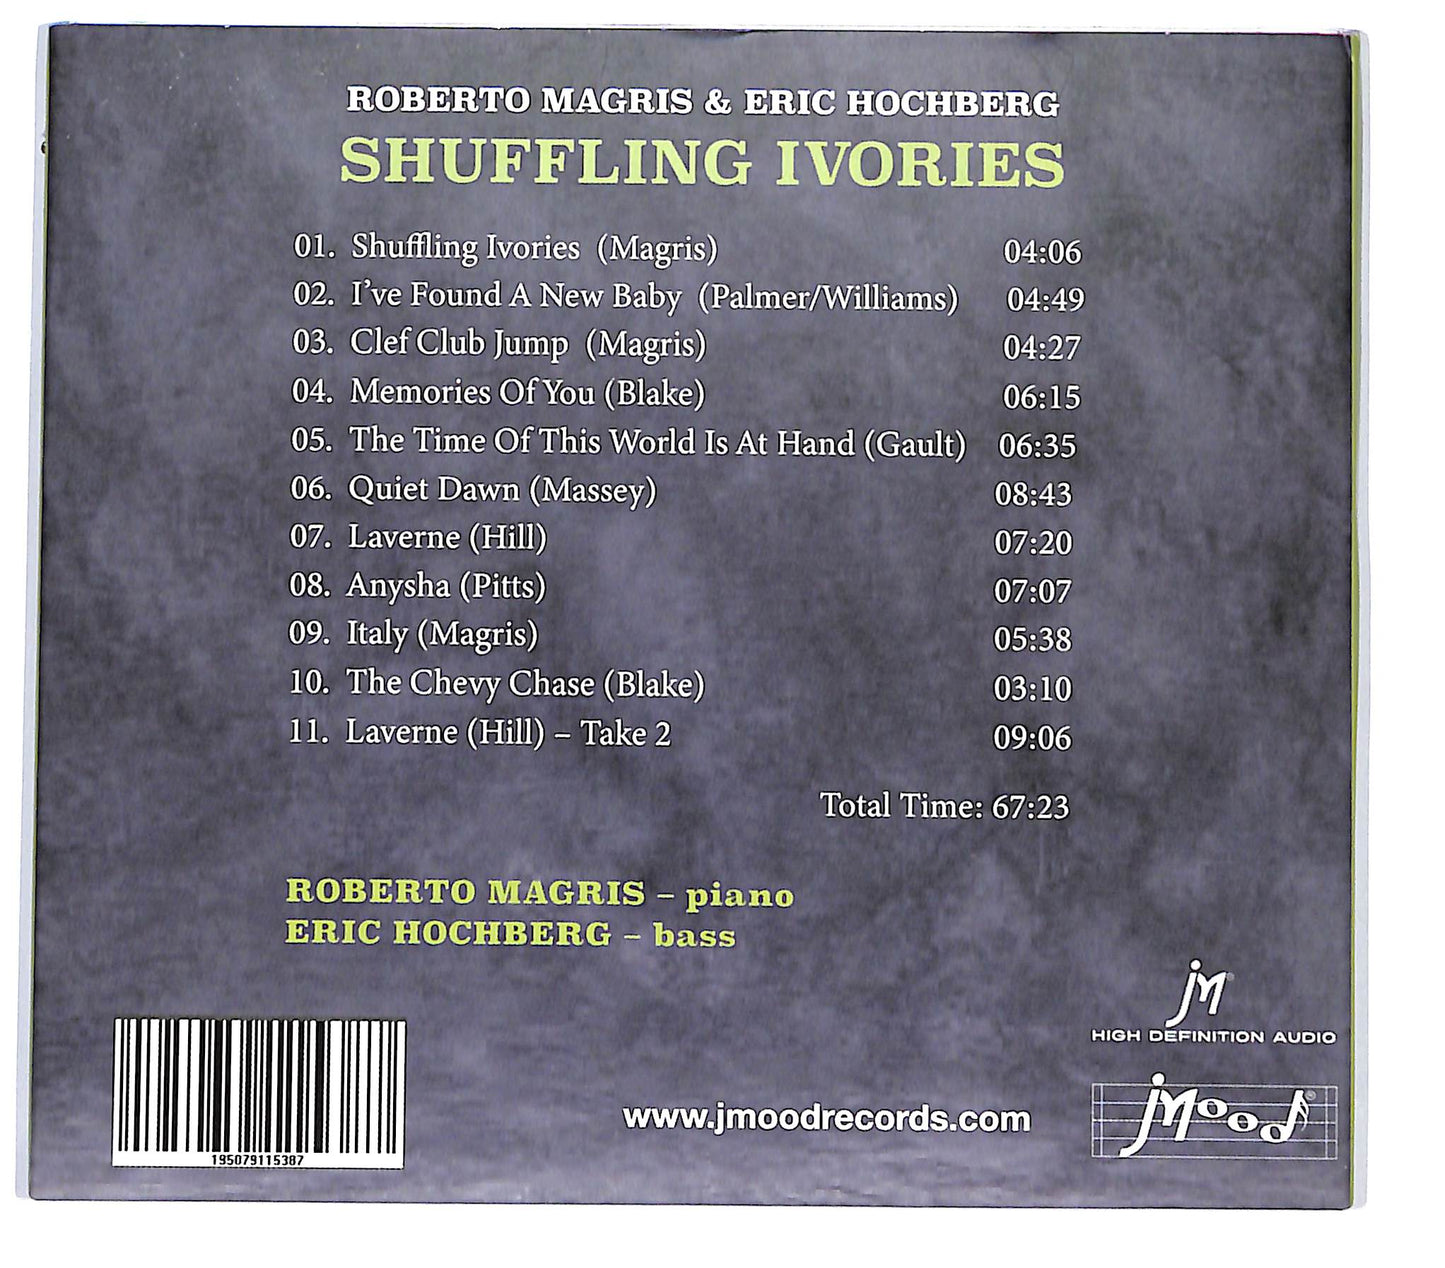 ROBERTO MAGRIS & ERIC HOCHBERG
SHUFFLING IVORIES
01. Shuffling Ivories (Magris) 04:06
02. I've Found A New Baby (Palmer/Williams) 04:49
03. Clef Club Jump (Magris) 04:27
04. Memories Of You (Blake) 06:15
05. The Time Of This World Is At Hand (Gault) 06:35
06. Quiet Dawn (Massey) 08:43
07. Laverne (Hill) 07:20
08. Anysha (Pitts) 07:07
09. Italy (Magris) 05:38
10. The Chevy Chase (Blake) 03:10
11. Laverne (Hill) – Take 2 09:06
Total Time: 67:23
ROBERTO MAGRIS – piano
ERIC HOCHBERG – bass
JM
HIGH DEFINITION AUDIO
www.jmoodrecords.com
JMood
195079115387